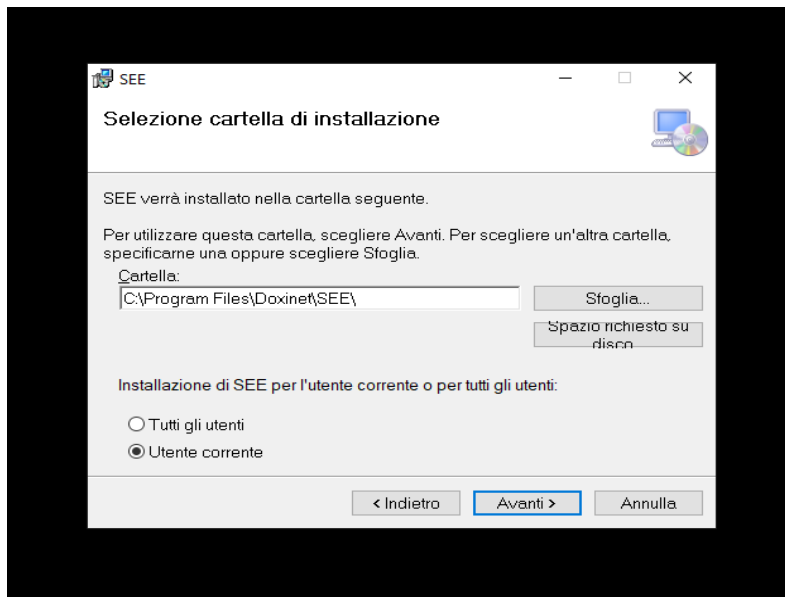 SEE
Selezione cartella di installazione
SEE verrà installato nella cartella seguente.
Per utilizzare questa cartella, scegliere Avanti. Per scegliere un'altra cartella,
specificarne una oppure scegliere Sfoglia.
Cartella:
C:\Program Files\Doxinet\SEE\
Sfoglia...
Spazio richiesto su
disco
Installazione di SEE per l'utente corrente o per tutti gli utenti:
Tutti gli utenti
Utente corrente
< Indietro
Avanti >
Annulla